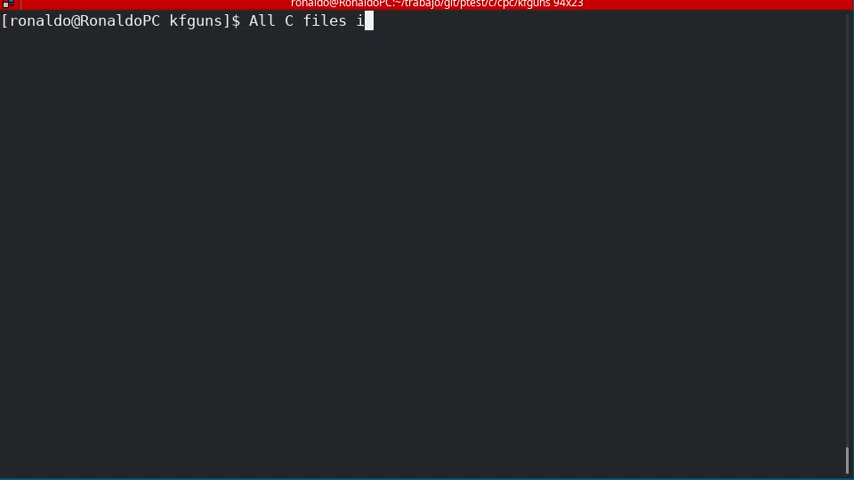 ronaldo@RonaldoPC:~/trabajo/git/ptest/c/cpc/kfguns 94x23
[ronaldo@RonaldoPC kfguns]$ All C files i